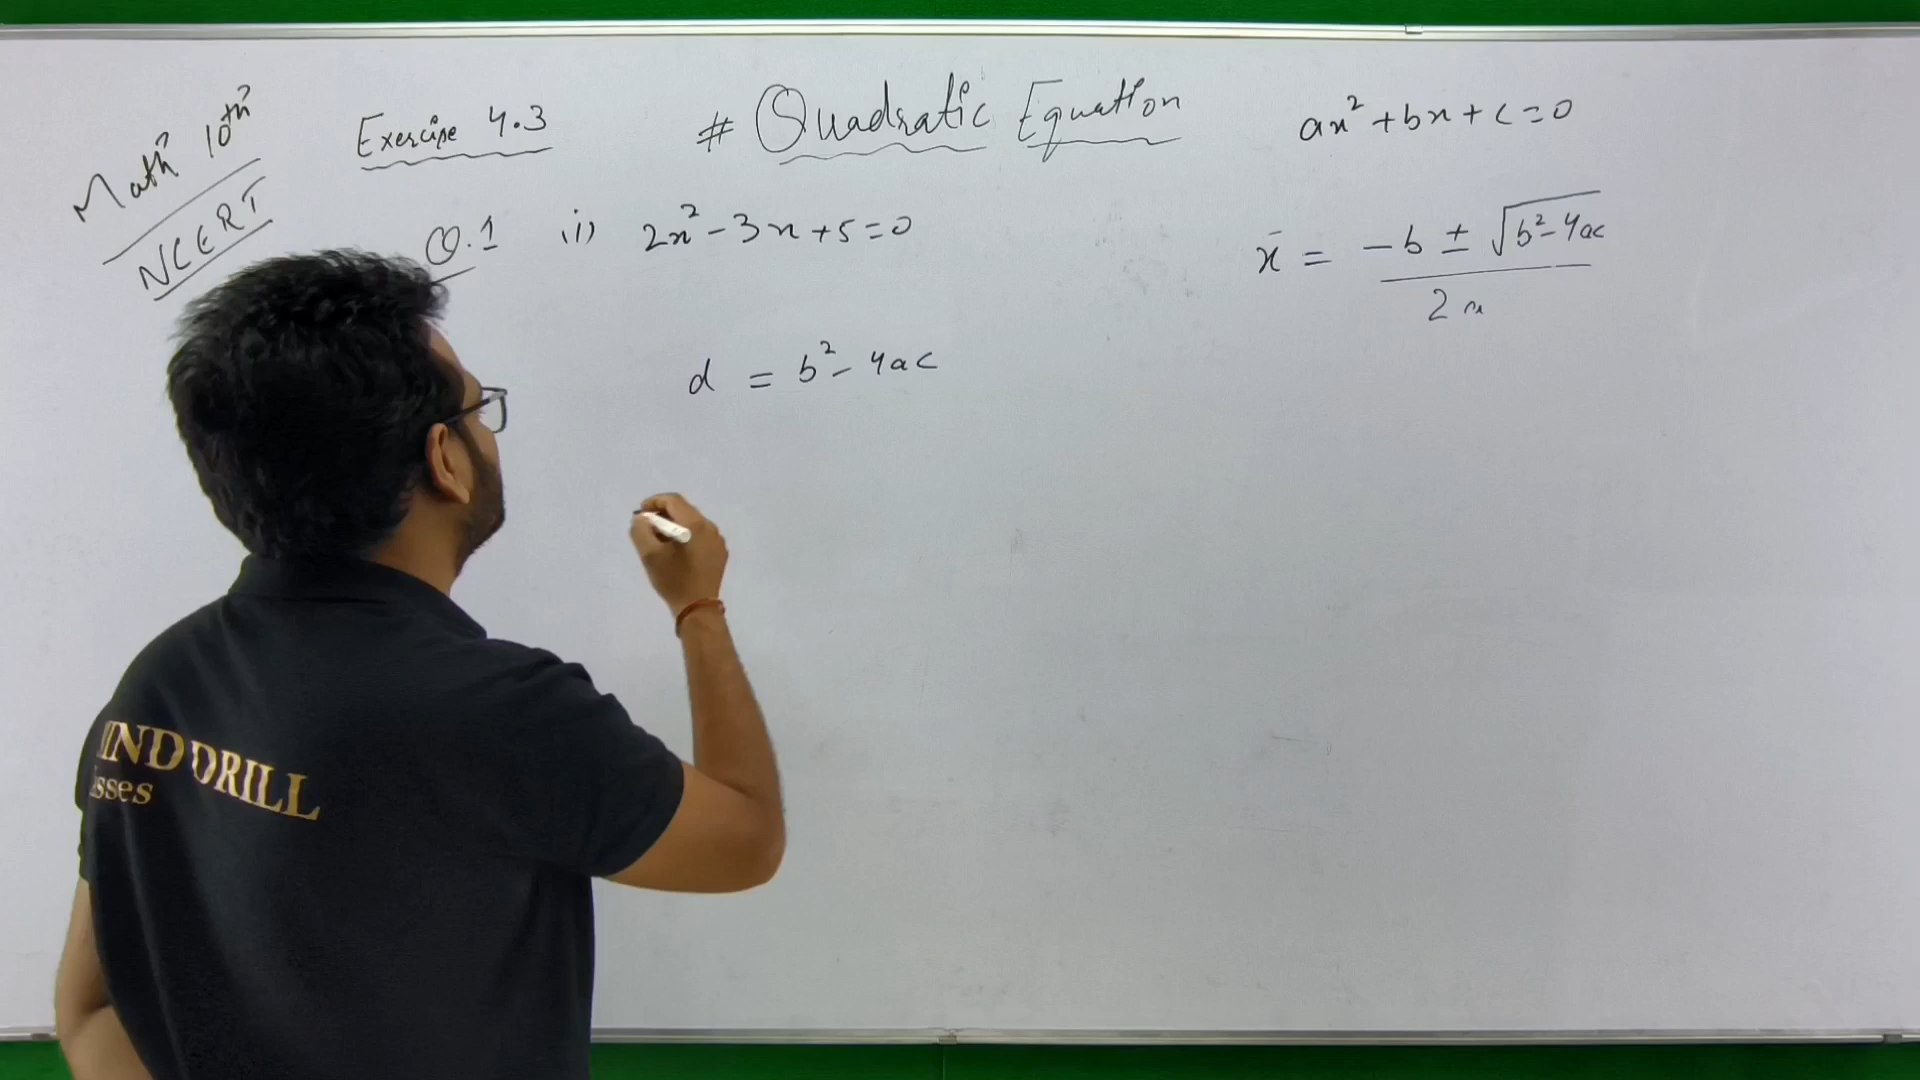 Math 10th
NCERT
Exercise 4.3
# Quadratic Equation
ax² + bx + c = 0
Q.1 (i) 2x² - 3x + 5 = 0
x = -b ± √b² - 4ac
2a
d = b² - 4ac
IND DRILL
sses